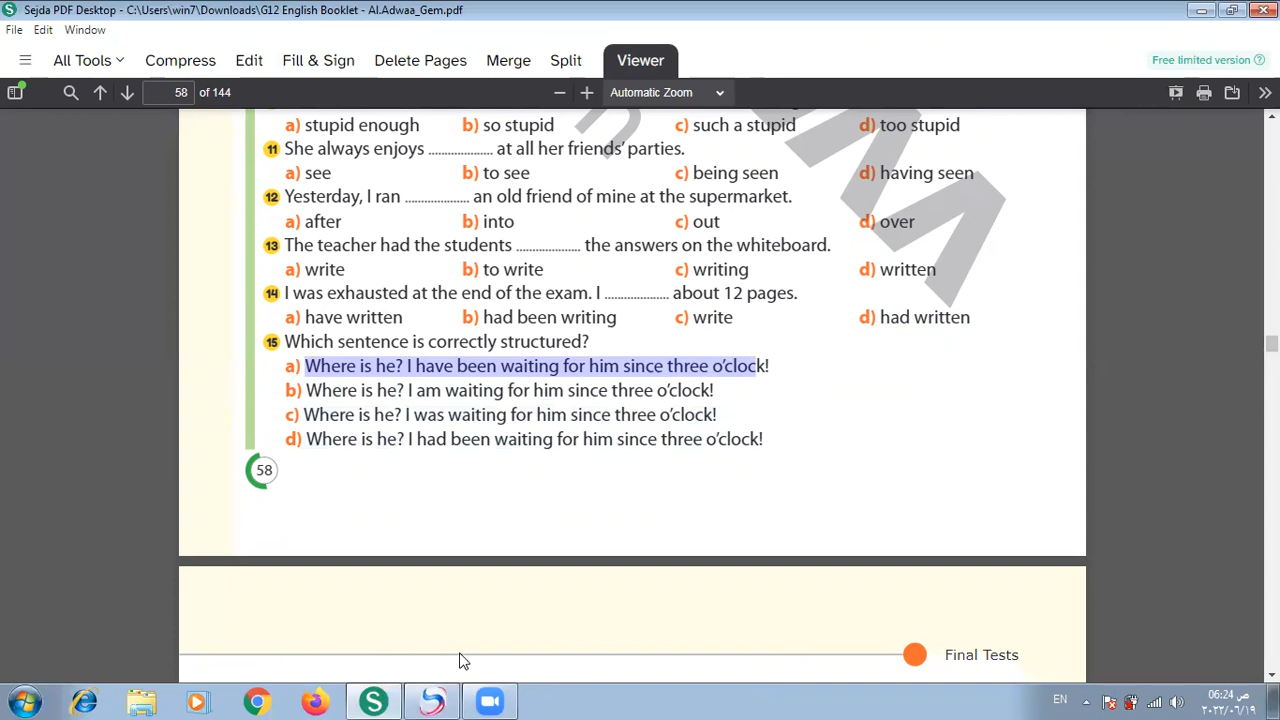 Sejda PDF Desktop - C:\Users\win7\Downloads\G12 English Booklet - Al.Adwaa_Gem.pdf
File Edit Window
All Tools Compress Edit Fill & Sign Delete Pages Merge Split Viewer Free limited version
58 of 144 Automatic Zoom
a) stupid enough b) so stupid c) such a stupid d) too stupid
11 She always enjoys .................... at all her friends’ parties.
a) see b) to see c) being seen d) having seen
12 Yesterday, I ran .................... an old friend of mine at the supermarket.
a) after b) into c) out d) over
13 The teacher had the students .................... the answers on the whiteboard.
a) write b) to write c) writing d) written
14 I was exhausted at the end of the exam. I .................... about 12 pages.
a) have written b) had been writing c) write d) had written
15 Which sentence is correctly structured?
a) Where is he? I have been waiting for him since three o’clock!
b) Where is he? I am waiting for him since three o’clock!
c) Where is he? I was waiting for him since three o’clock!
d) Where is he? I had been waiting for him since three o’clock!
58
Final Tests
EN
06:24 ص
٢٠٢٢/٠٦/١٩